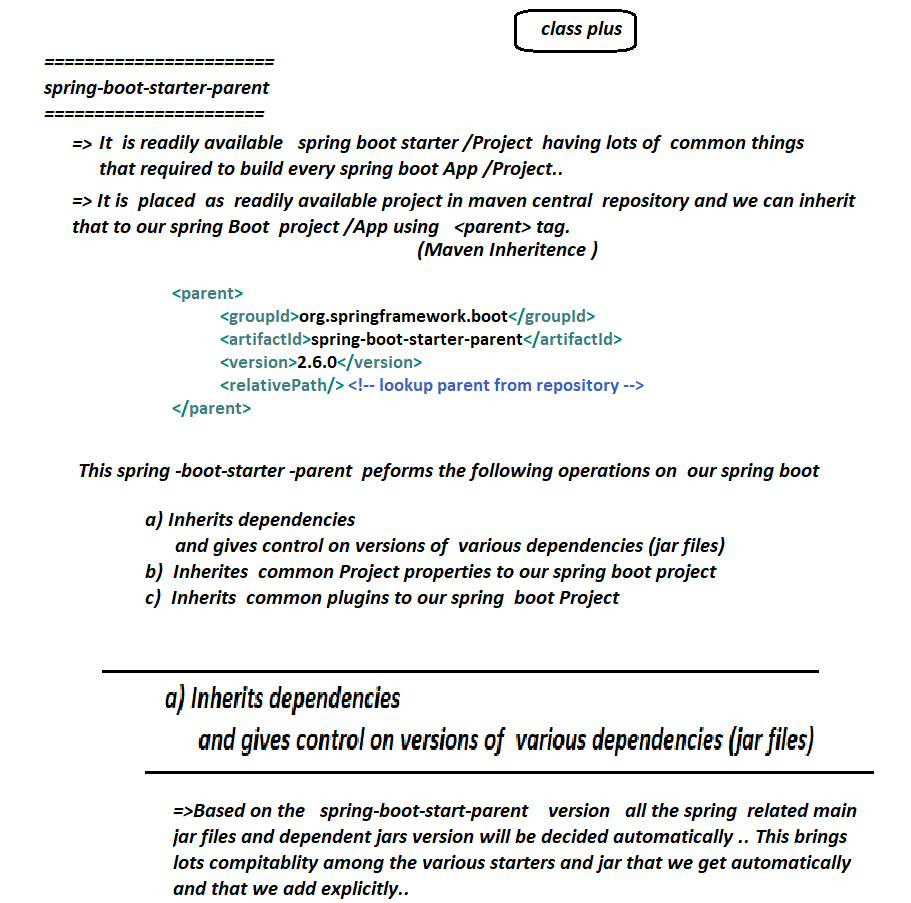 class plus
=======================
spring-boot-starter-parent
======================
=> It is readily available spring boot starter /Project having lots of common things
that required to build every spring boot App /Project..
=> It is placed as readily available project in maven central repository and we can inherit
that to our spring Boot project /App using <parent> tag.
(Maven Inheritence )
<parent>
<groupId>org.springframework.boot</groupId>
<artifactId>spring-boot-starter-parent</artifactId>
<version>2.6.0</version>
<relativePath/> <!-- lookup parent from repository -->
</parent>
This spring -boot-starter -parent peforms the following operations on our spring boot
a) Inherits dependencies
and gives control on versions of various dependencies (jar files)
b) Inherites common Project properties to our spring boot project
c) Inherits common plugins to our spring boot Project
a) Inherits dependencies
and gives control on versions of various dependencies (jar files)
=>Based on the spring-boot-start-parent version all the spring related main
jar files and dependent jars version will be decided automatically .. This brings
lots compitablity among the various starters and jar that we get automatically
and that we add explicitly..